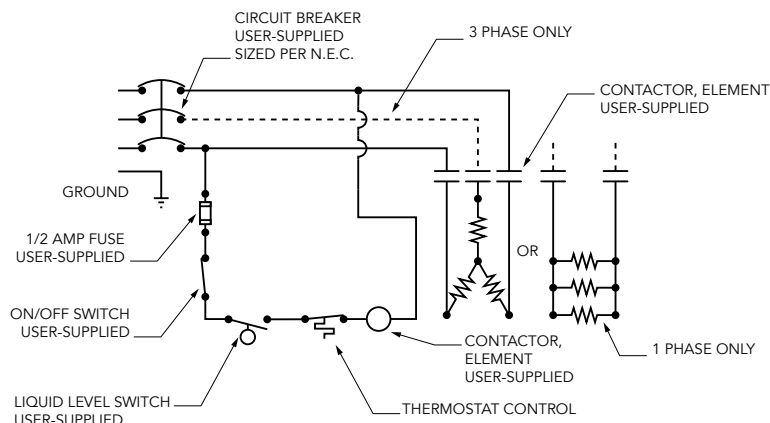 CIRCUIT BREAKER
USER-SUPPLIED
SIZED PER N.E.C.
3 PHASE ONLY
CONTACTOR, ELEMENT
USER-SUPPLIED
GROUND
1/2 AMP FUSE
USER-SUPPLIED
OR
ON/OFF SWITCH
USER-SUPPLIED
CONTACTOR,
ELEMENT
USER-SUPPLIED
1 PHASE ONLY
LIQUID LEVEL SWITCH
USER-SUPPLIED
THERMOSTAT CONTROL